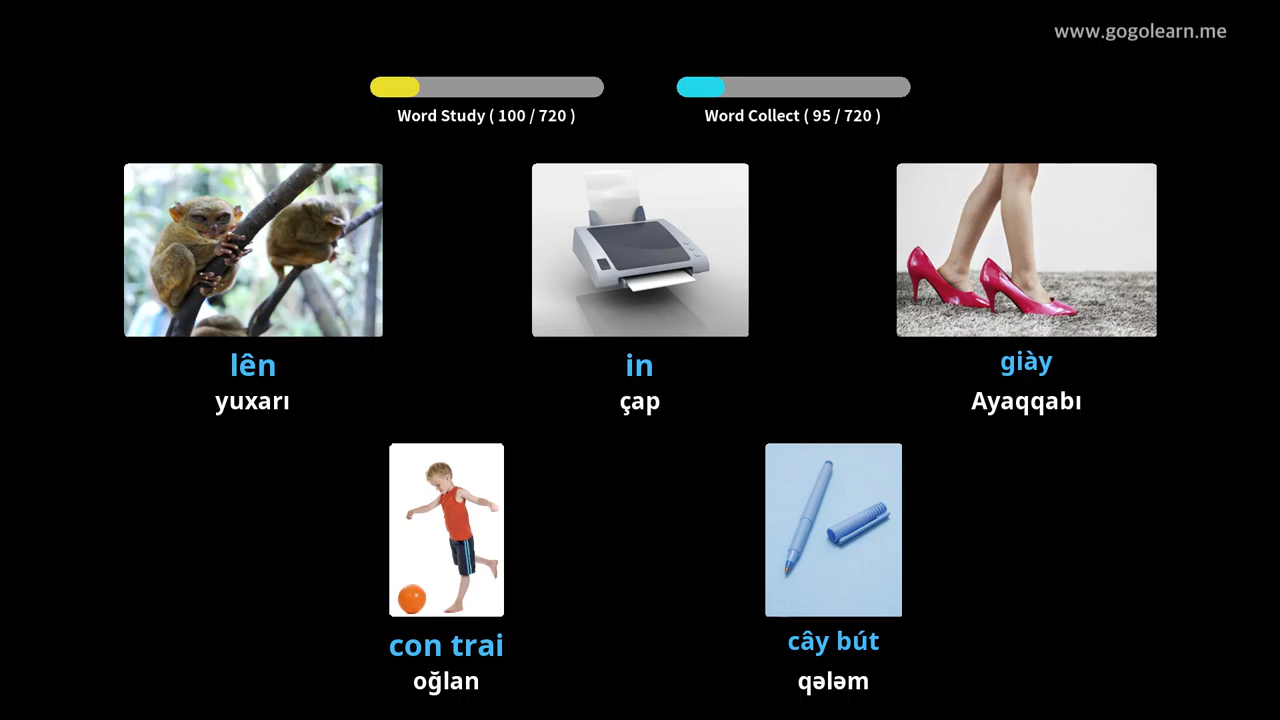 www.gogolearn.me
Word Study ( 100 / 720 )
Word Collect ( 95 / 720 )
lên
yuxarı
in
çap
giày
Ayaqqabı
con trai
oğlan
cây bút
qələm